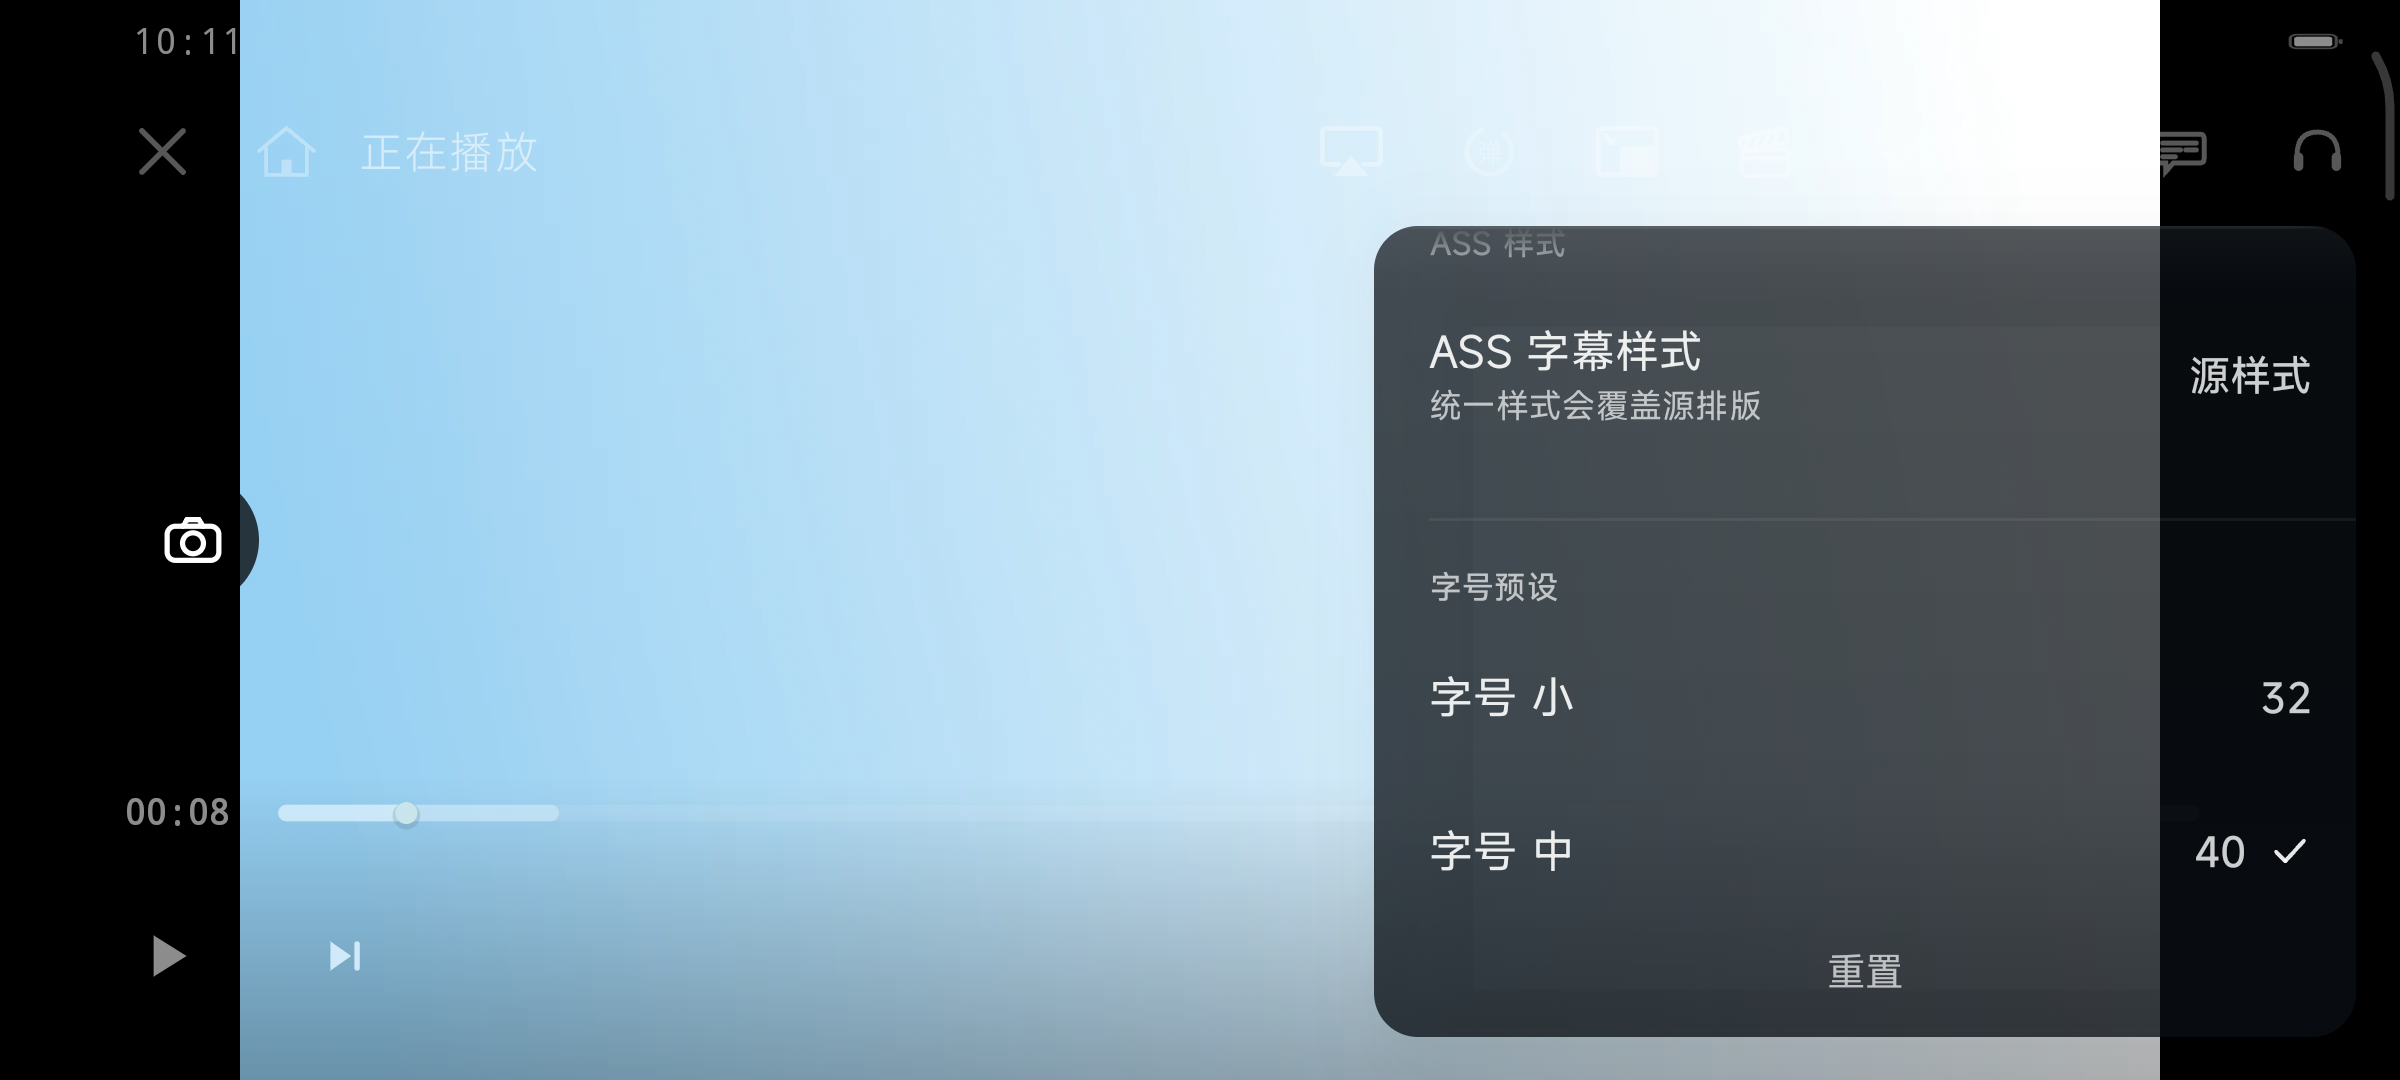 10:11
正在播放
弹
ASS 样式
ASS 字幕样式
统一样式会覆盖源排版
源样式
字号预设
字号 小
32
00:08
字号 中
40
重置